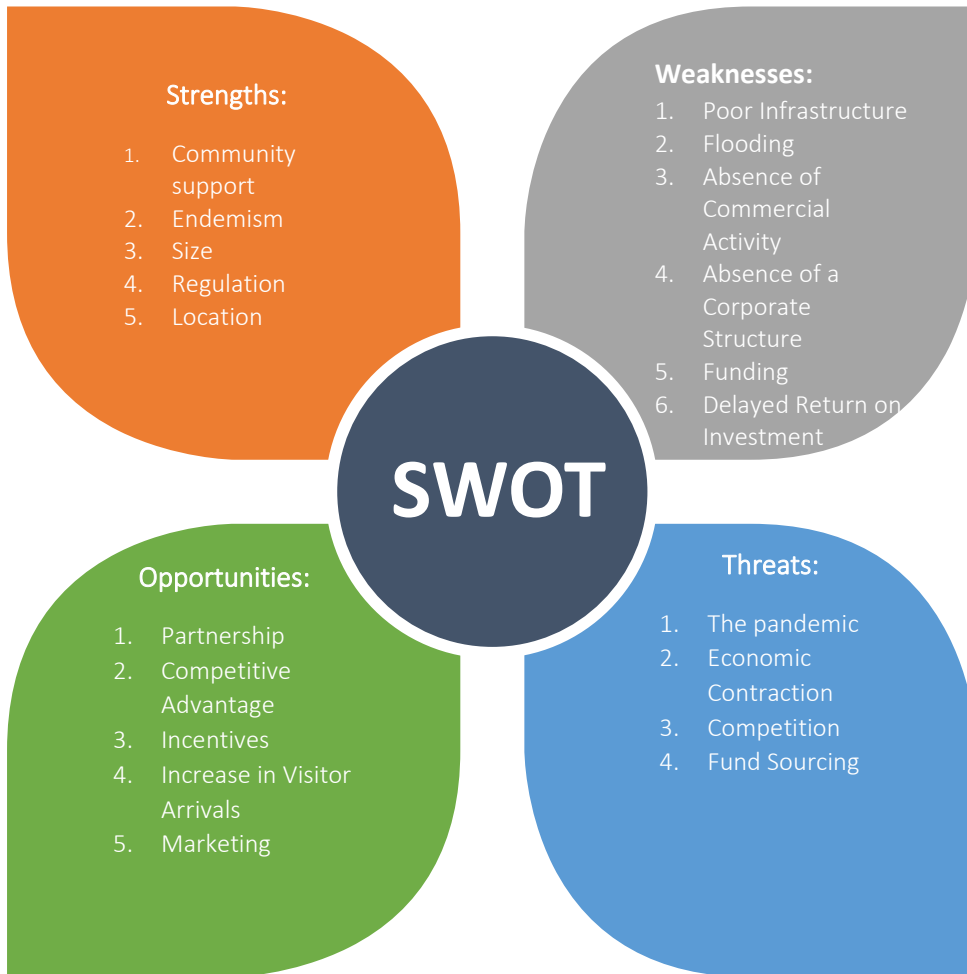 Strengths:
1. Community
support
2. Endemism
3. Size
4. Regulation
5. Location
Weaknesses:
1. Poor Infrastructure
2. Flooding
3. Absence of
Commercial
Activity
4. Absence of a
Corporate
Structure
5. Funding
6. Delayed Return on
Investment
SWOT
Opportunities:
1. Partnership
2. Competitive
Advantage
3. Incentives
4. Increase in Visitor
Arrivals
5. Marketing
Threats:
1. The pandemic
2. Economic
Contraction
3. Competition
4. Fund Sourcing